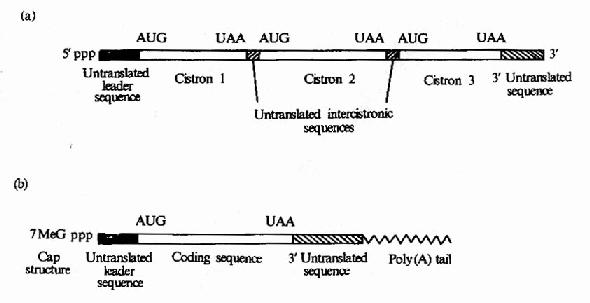 (a)
AUG UAA AUG UAA AUG UAA
5' ppp 3'
Untranslated Cistron 1 Cistron 2 Cistron 3 3' Untranslated
leader sequence
sequence
Untranslated intercistronic
sequences
(b)
AUG UAA
7 MeG ppp
Cap Untranslated Coding sequence 3' Untranslated Poly(A) tail
structure leader sequence
sequence